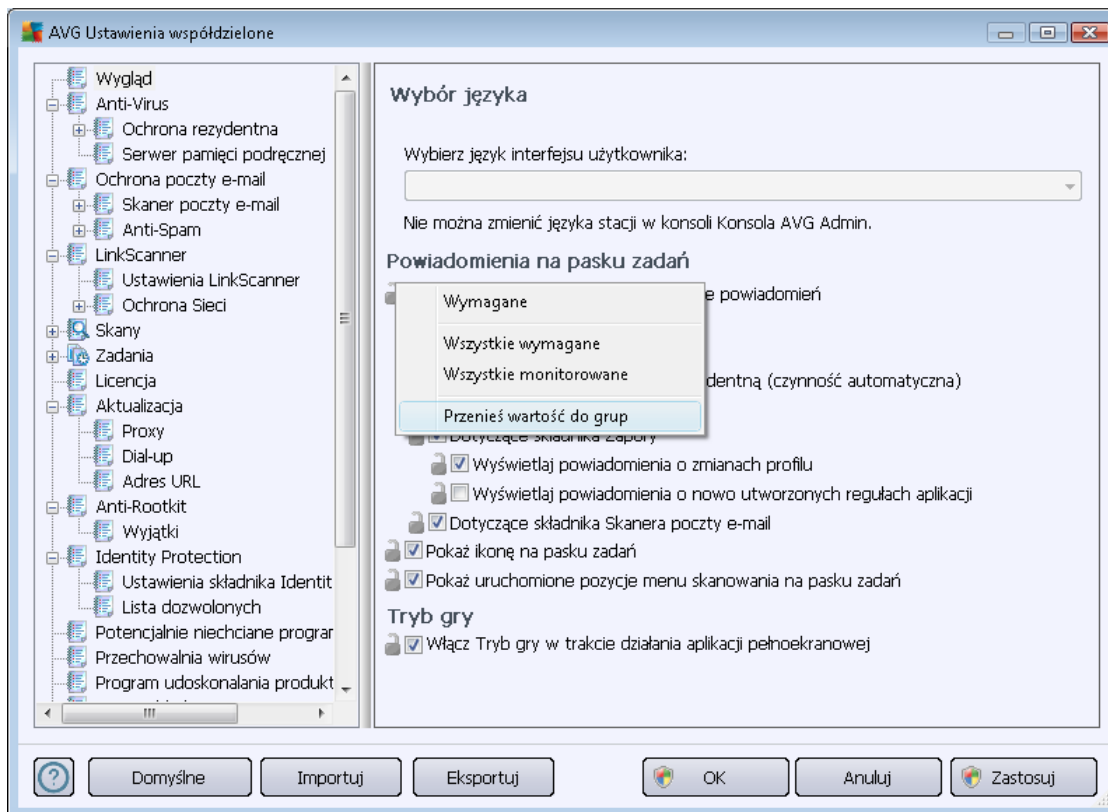 AVG Ustawienia współdzielone
Wygląd
Anti-Virus
Ochrona rezydentna
Serwer pamięci podręcznej
Ochrona poczty e-mail
Skaner poczty e-mail
Anti-Spam
LinkScanner
Ustawienia LinkScanner
Ochrona Sieci
Skany
Zadania
Licencja
Aktualizacja
Proxy
Dial-up
Adres URL
Anti-Rootkit
Wyjątki
Identity Protection
Ustawienia składnika Identit
Lista dozwolonych
Potencjalnie niechciane program
Przechowalnia wirusów
Program udoskonalania produkt
Wybór języka
Wybierz język interfejsu użytkownika:
Nie można zmienić języka stacji w konsoli Konsola AVG Admin.
Powiadomienia na pasku zadań
e powiadomień
Wymagane
Wszystkie wymagane
Wszystkie monitorowane
dentną (czynność automatyczna)
Przenieś wartość do grup
Dotyczące składnika Zapory
Wyświetlaj powiadomienia o zmianach profilu
Wyświetlaj powiadomienia o nowo utworzonych regułach aplikacji
Dotyczące składnika Skanera poczty e-mail
Pokaż ikonę na pasku zadań
Pokaż uruchomione pozycje menu skanowania na pasku zadań
Tryb gry
Włącz Tryb gry w trakcie działania aplikacji pełnoekranowej
Domyślne
Importuj
Eksportuj
OK
Anuluj
Zastosuj